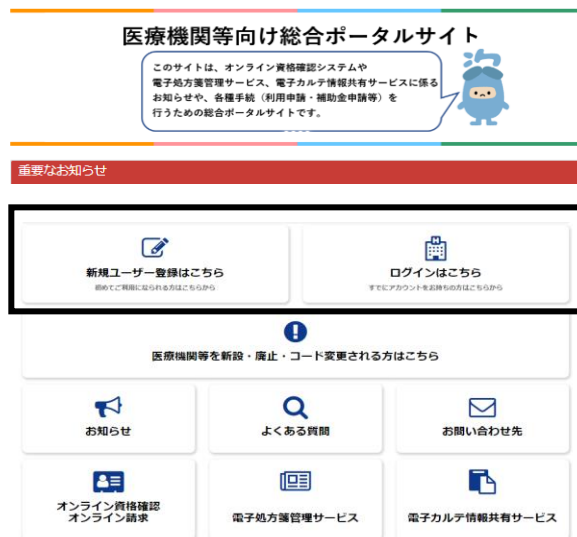 医療機関等向け総合ポータルサイト
このサイトは、オンライン資格確認システムや
電子処方箋管理サービス、電子カルテ情報共有サービスに係る
お知らせや、各種手続（利用申請・補助金申請等）を
行うための総合ポータルサイトです。
重要なお知らせ
新規ユーザー登録はこちら
初めてご利用になられる方はこちらから
ログインはこちら
すでにアカウントをお持ちの方はこちらから
医療機関等を新設・廃止・コード変更される方はこちら
お知らせ
よくある質問
お問い合わせ先
オンライン資格確認
オンライン請求
電子処方箋管理サービス
電子カルテ情報共有サービス